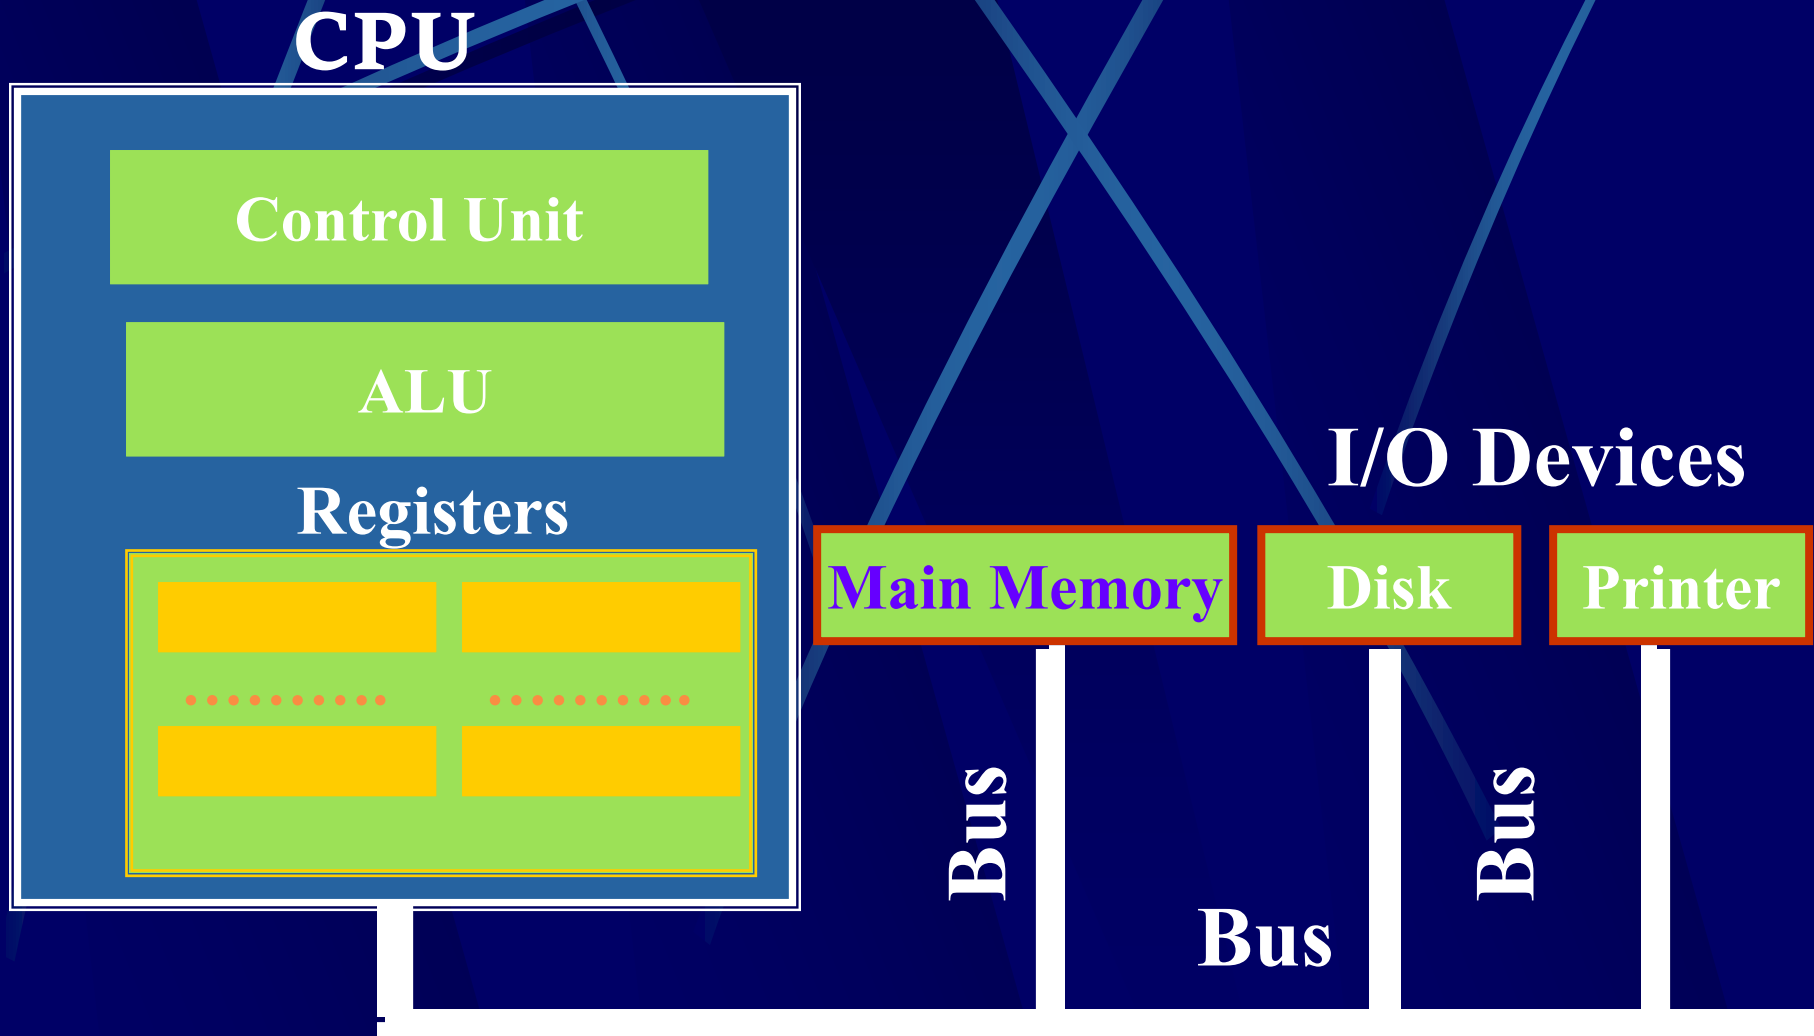 CPU
Control Unit
ALU
Registers
I/O Devices
Main Memory
Disk
Printer
Bus
Bus
Bus